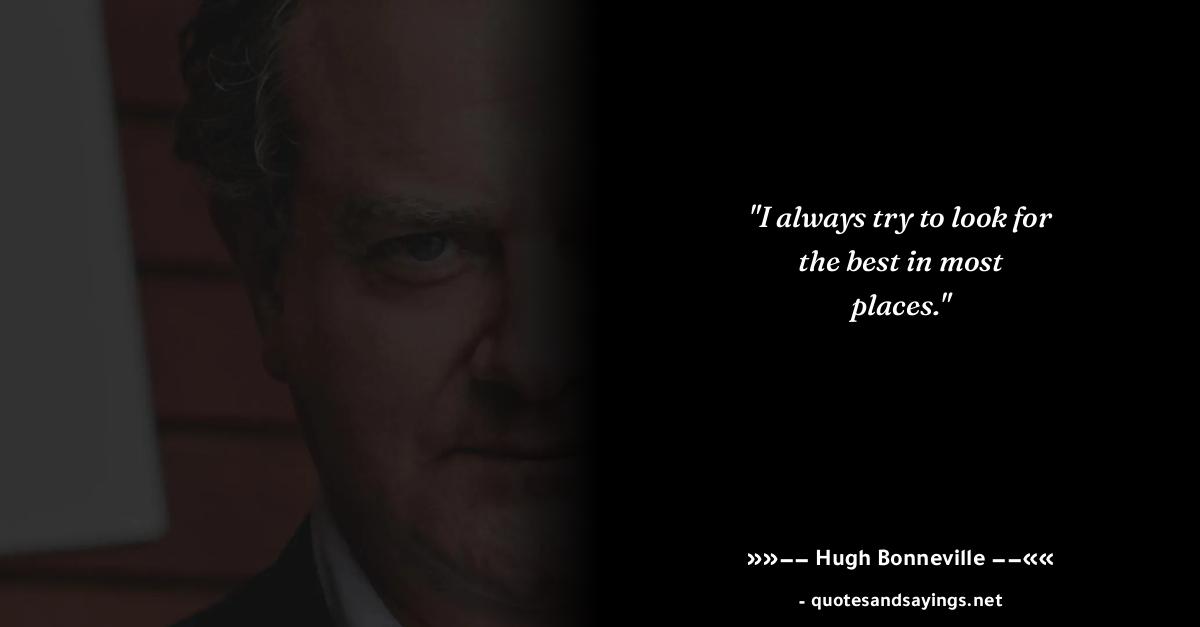 "I always try to look for
the best in most
places."
»»−− Hugh Bonneville −−««
- quotesandsayings.net